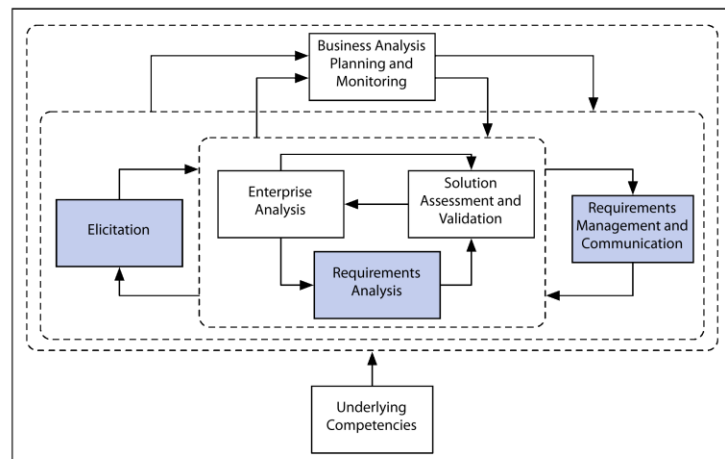 Business Analysis
Planning and
Monitoring
Enterprise
Analysis
Solution
Assessment and
Validation
Elicitation
Requirements
Management and
Communication
Requirements
Analysis
Underlying
Competencies